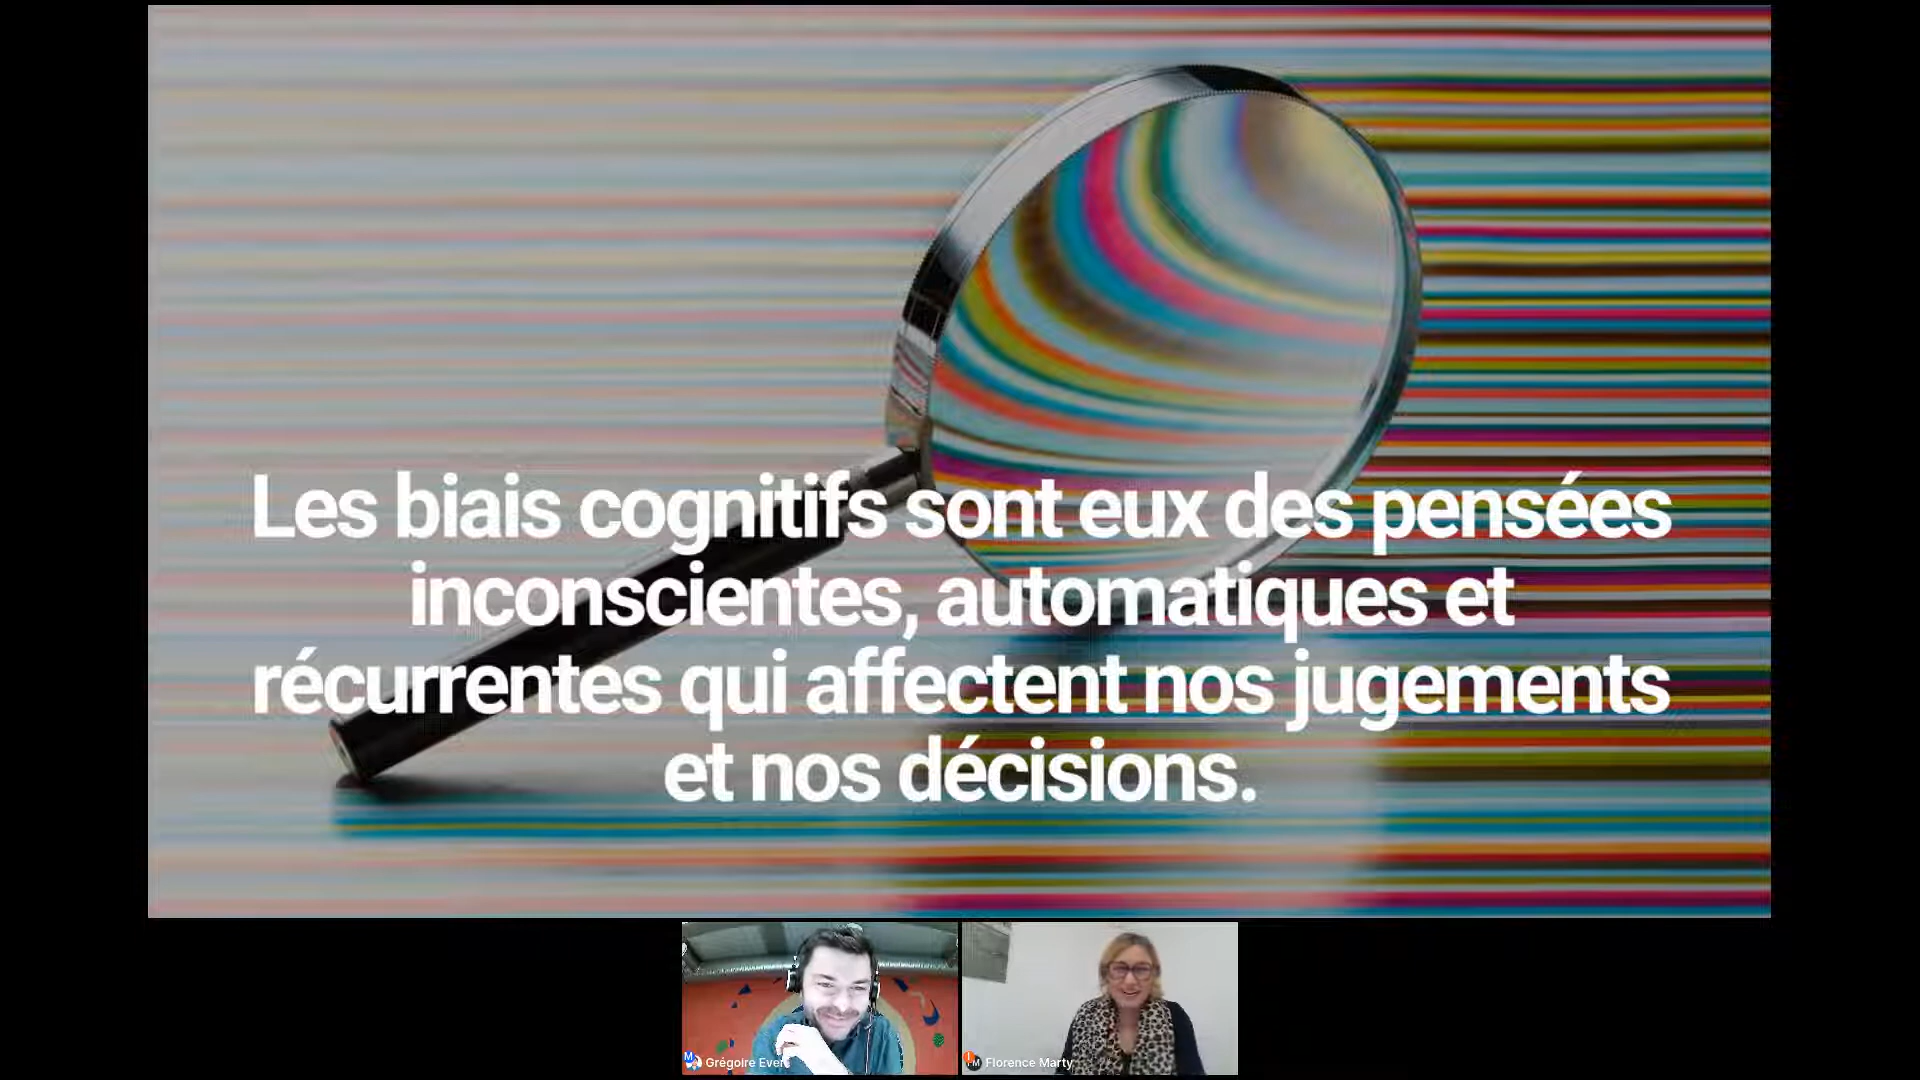 Les biais cognitifs sont eux des pensées
inconscientes, automatiques et
récurrentes qui affectent nos jugements
et nos décisions.
Grégoire
Florence Marty